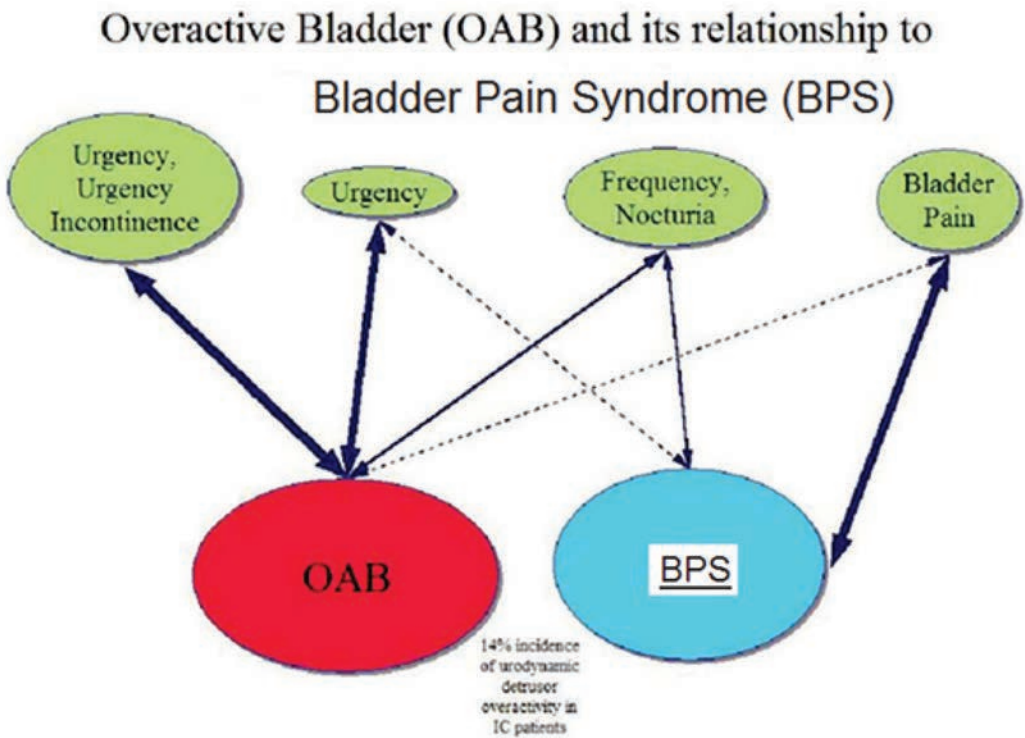 Overactive Bladder (OAB) and its relationship to
Bladder Pain Syndrome (BPS)
Urgency,
Urgency
Incontinence
Urgency
Frequency,
Nocturia
Bladder
Pain
OAB
BPS
14% incidence
of urodynamic
detrusor
overactivity in
IC patients